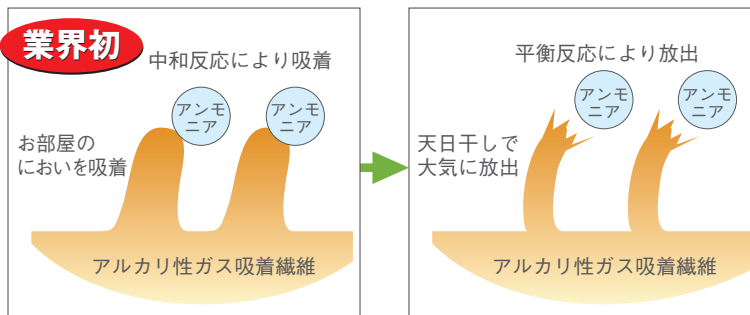 業界初
中和反応により吸着
アンモ
ニア
アンモ
ニア
お部屋の
においを吸着
アルカリ性ガス吸着繊維
平衡反応により放出
アンモ
ニア
アンモ
ニア
天日干しで
大気に放出
アルカリ性ガス吸着繊維